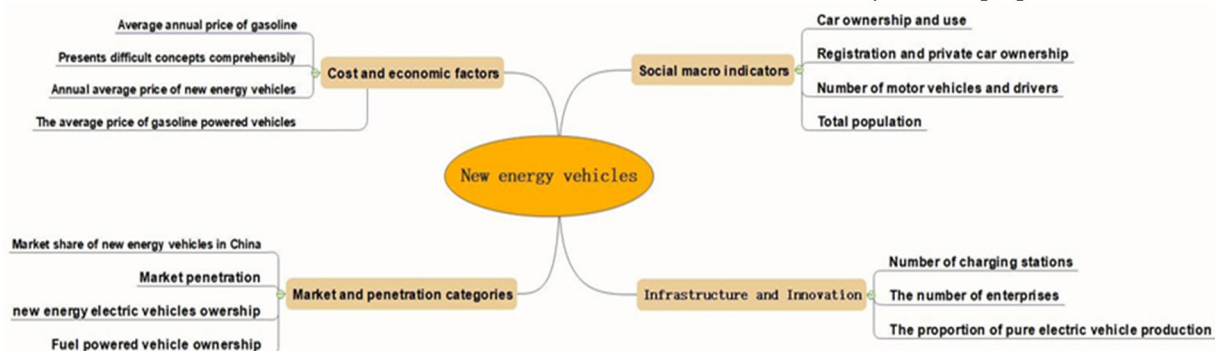 Average annual price of gasoline
Presents difficult concepts comprehensibly
Annual average price of new energy vehicles
The average price of gasoline powered vehicles
Cost and economic factors
Social macro indicators
Car ownership and use
Registration and private car ownership
Number of motor vehicles and drivers
Total population
New energy vehicles
Market share of new energy vehicles in China
Market penetration
new energy electric vehicles owership
Fuel powered vehicle ownership
Market and penetration categories
Infrastructure and Innovation
Number of charging stations
The number of enterprises
The proportion of pure electric vehicle production